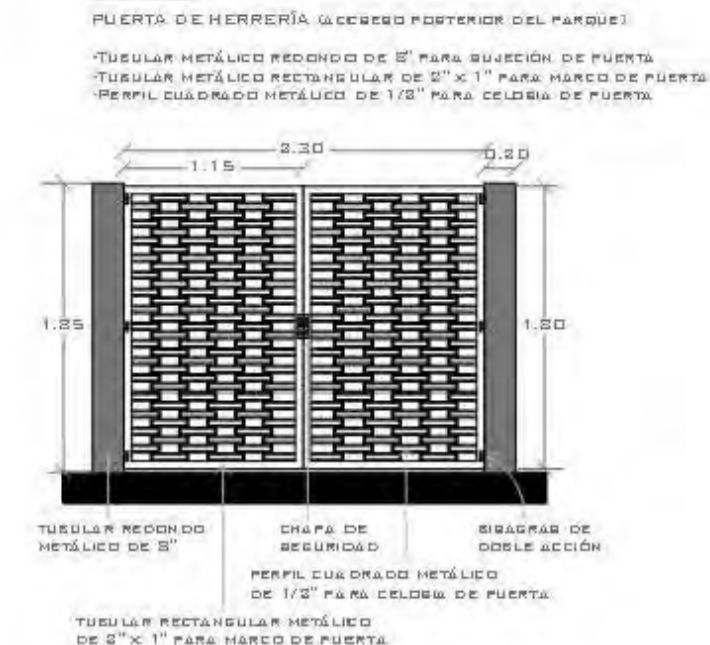 PUERTA DE HERRERÍA (ACCESO POSTERIOR DEL PARQUE)
-TUBULAR METÁLICO REDONDO DE 8" PARA SUJECIÓN DE PUERTA
-TUBULAR METÁLICO RECTANGULAR DE 2" X 1" PARA MARCO DE PUERTA
-PERFIL CUADRADO METÁLICO DE 1/2" PARA CELOSIA DE PUERTA
2.30
0.20
1.15
1.85
1.80
TUBULAR REDONDO
METÁLICO DE 8"
CHAPA DE
SEGURIDAD
BISAGRAS DE
DOBLE ACCIÓN
PERFIL CUADRADO METÁLICO
DE 1/2" PARA CELOSIA DE PUERTA
TUBULAR RECTANGULAR METÁLICO
DE 2" X 1" PARA MARCO DE PUERTA